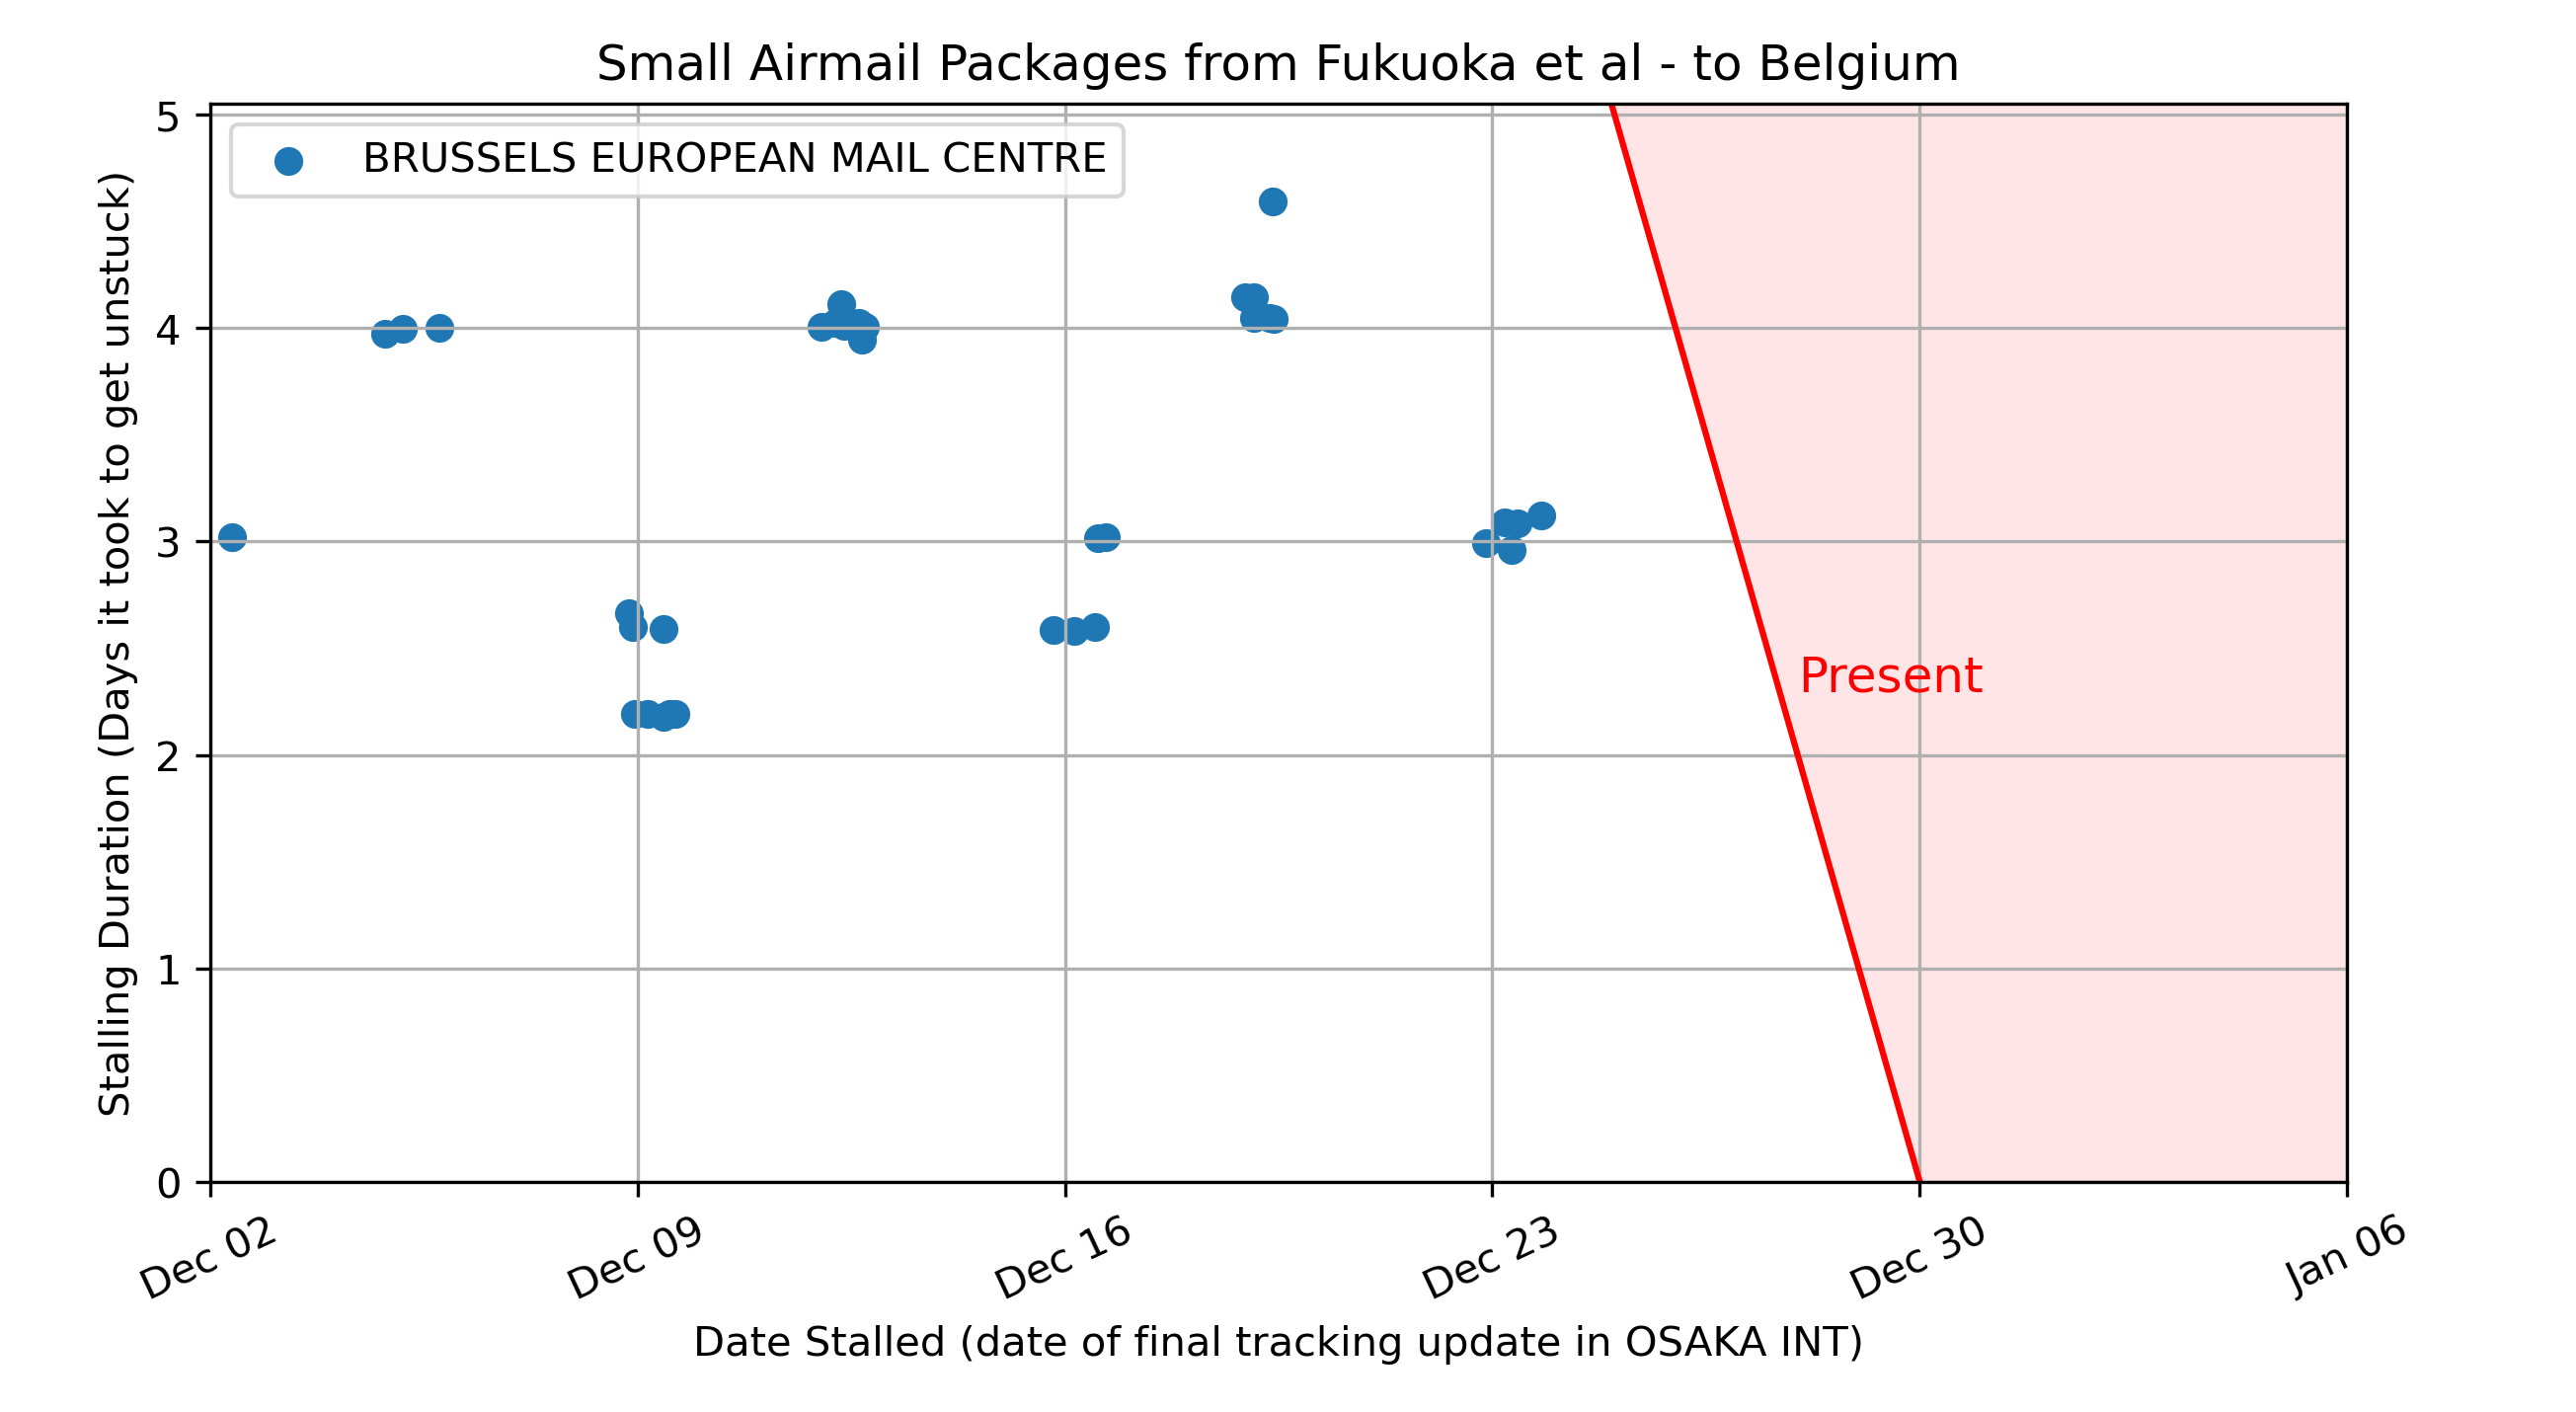 Small Airmail Packages from Fukuoka et al - to Belgium
BRUSSELS EUROPEAN MAIL CENTRE
Stalling Duration (Days it took to get unstuck)
5
4
3
2
1
0
Present
Dec 02
Dec 09
Dec 16
Dec 23
Dec 30
Jan 06
Date Stalled (date of final tracking update in OSAKA INT)